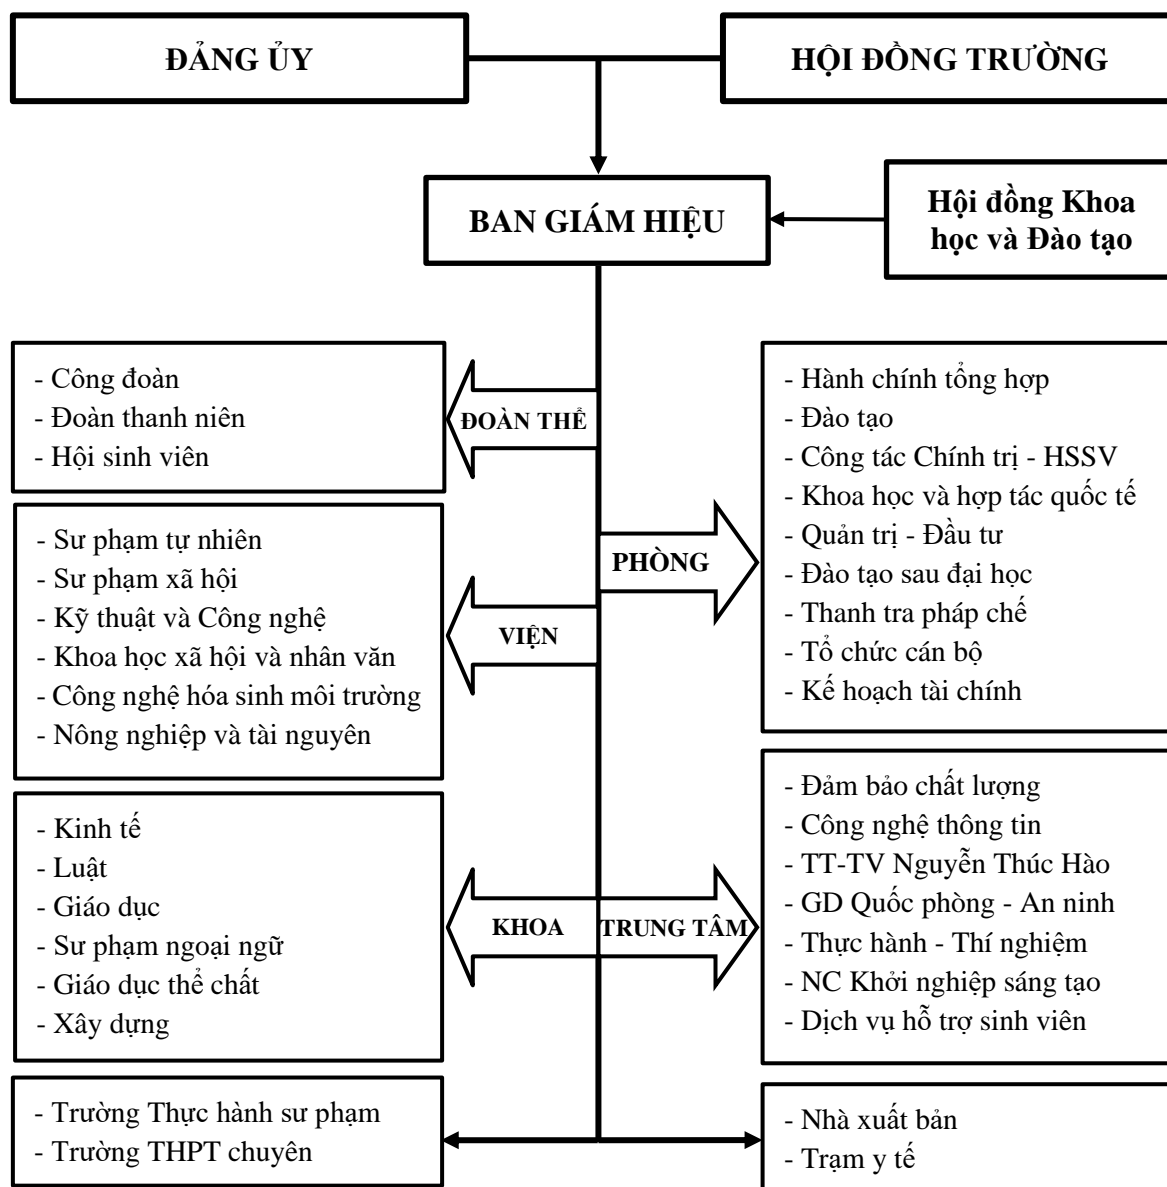 ĐẢNG ỦY
HỘI ĐỒNG TRƯỜNG
BAN GIÁM HIỆU
Hội đồng Khoa
học và Đào tạo
- Công đoàn
- Đoàn thanh niên
- Hội sinh viên
ĐOÀN THỂ
- Hành chính tổng hợp
- Đào tạo
- Công tác Chính trị - HSSV
- Khoa học và hợp tác quốc tế
- Quản trị - Đầu tư
- Đào tạo sau đại học
- Thanh tra pháp chế
- Tổ chức cán bộ
- Kế hoạch tài chính
PHÒNG
- Sư phạm tự nhiên
- Sư phạm xã hội
- Kỹ thuật và Công nghệ
- Khoa học xã hội và nhân văn
- Công nghệ hóa sinh môi trường
- Nông nghiệp và tài nguyên
VIỆN
- Kinh tế
- Luật
- Giáo dục
- Sư phạm ngoại ngữ
- Giáo dục thể chất
- Xây dựng
KHOA
TRUNG TÂM
- Đảm bảo chất lượng
- Công nghệ thông tin
- TT-TV Nguyễn Thúc Hào
- GD Quốc phòng - An ninh
- Thực hành - Thí nghiệm
- NC Khởi nghiệp sáng tạo
- Dịch vụ hỗ trợ sinh viên
- Trường Thực hành sư phạm
- Trường THPT chuyên
- Nhà xuất bản
- Trạm y tế